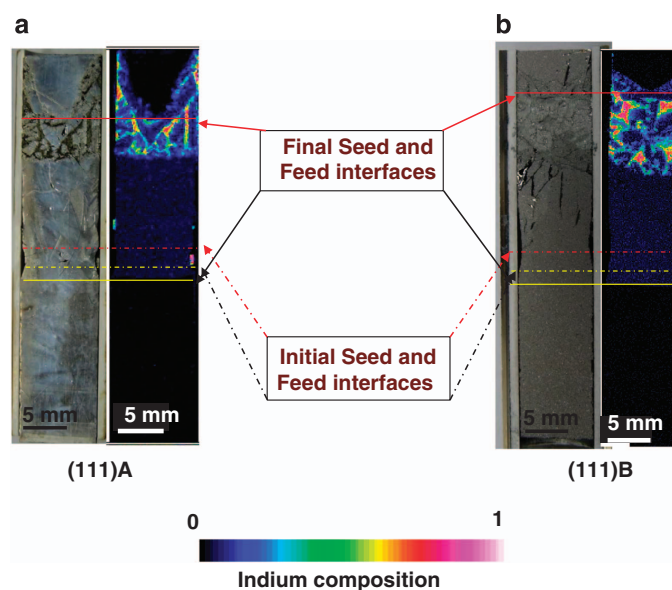 a
b
Final Seed and
Feed interfaces
Initial Seed and
Feed interfaces
5 mm
5 mm
5 mm
5 mm
(111)A
(111)B
0
1
Indium composition